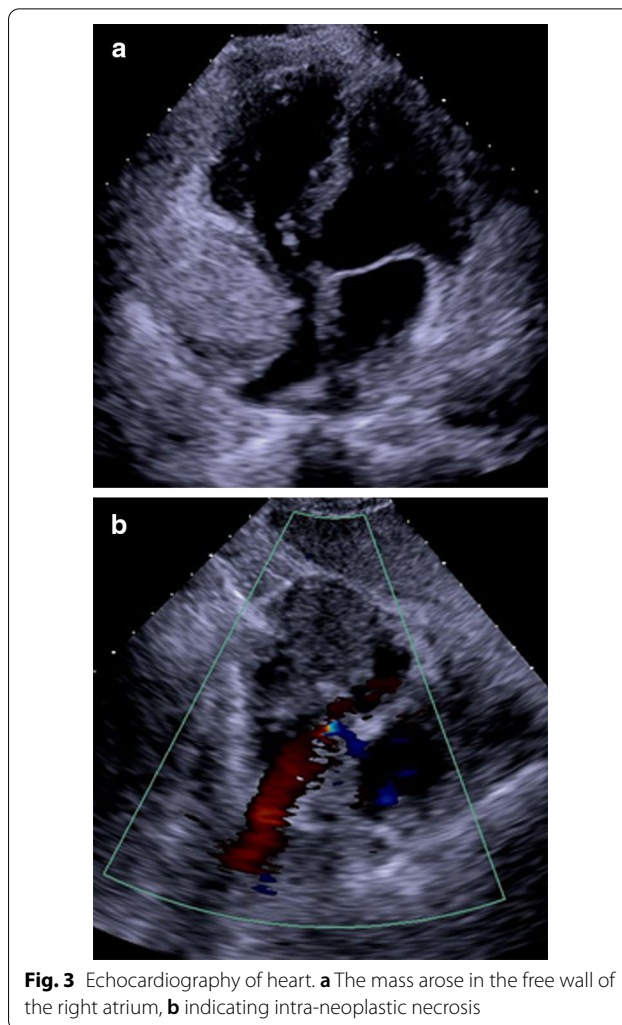 a
b
Fig. 3 Echocardiography of heart. a The mass arose in the free wall of
the right atrium, b indicating intra-neoplastic necrosis